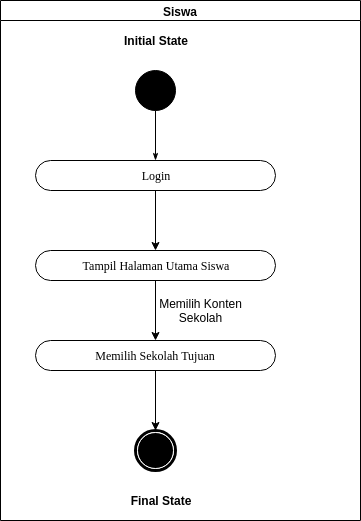 Siswa
Initial State
Login
Tampil Halaman Utama Siswa
Memilih Konten
Sekolah
Memilih Sekolah Tujuan
Final State